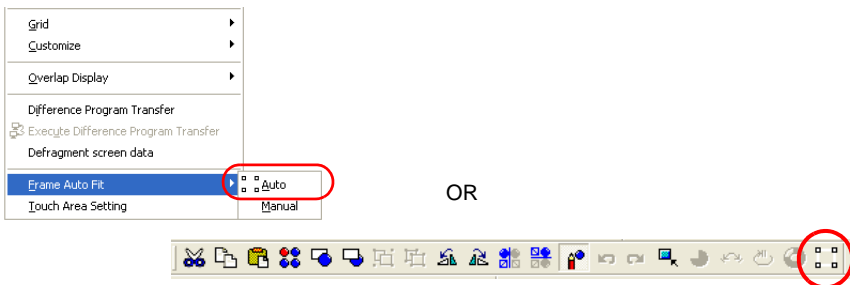 Grid
Customize
Overlap Display
Difference Program Transfer
Execute Difference Program Transfer
Defragment screen data
Frame Auto Fit
Auto
Touch Area Setting
Manual
OR